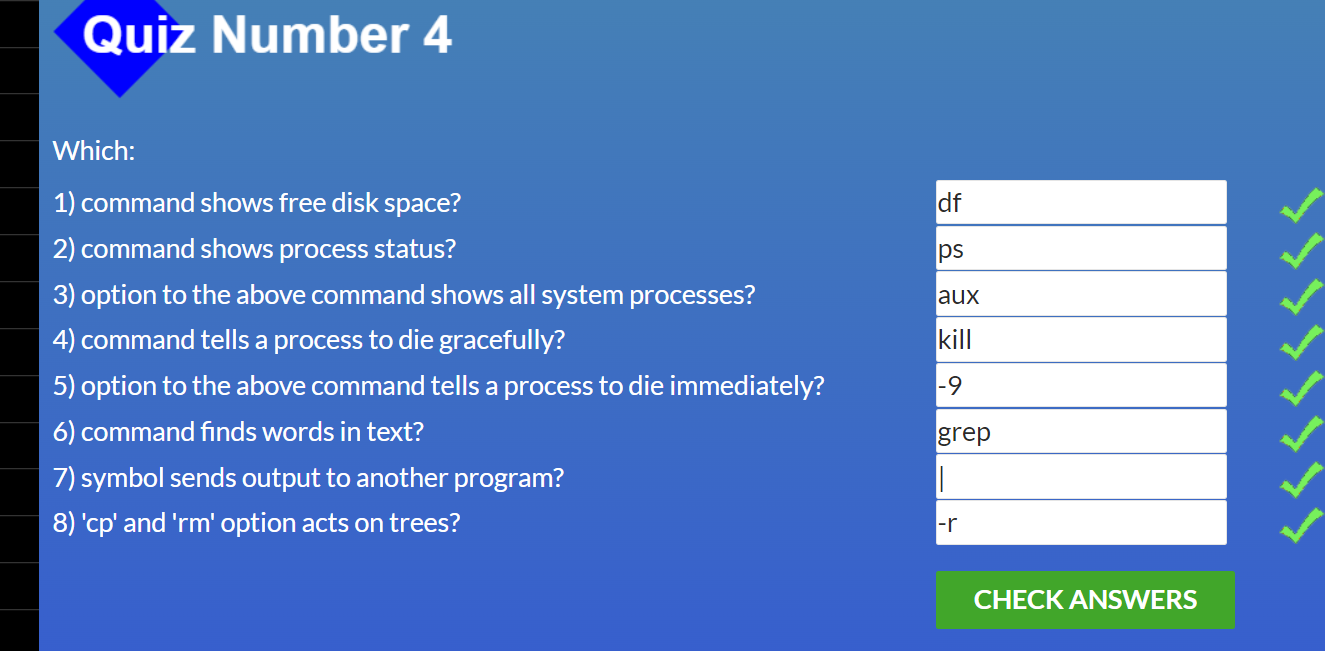 Quiz Number 4
Which:
1) command shows free disk space? df
2) command shows process status? ps
3) option to the above command shows all system processes? aux
4) command tells a process to die gracefully? kill
5) option to the above command tells a process to die immediately? -9
6) command finds words in text? grep
7) symbol sends output to another program? |
8) 'cp' and 'rm' option acts on trees? -r
CHECK ANSWERS